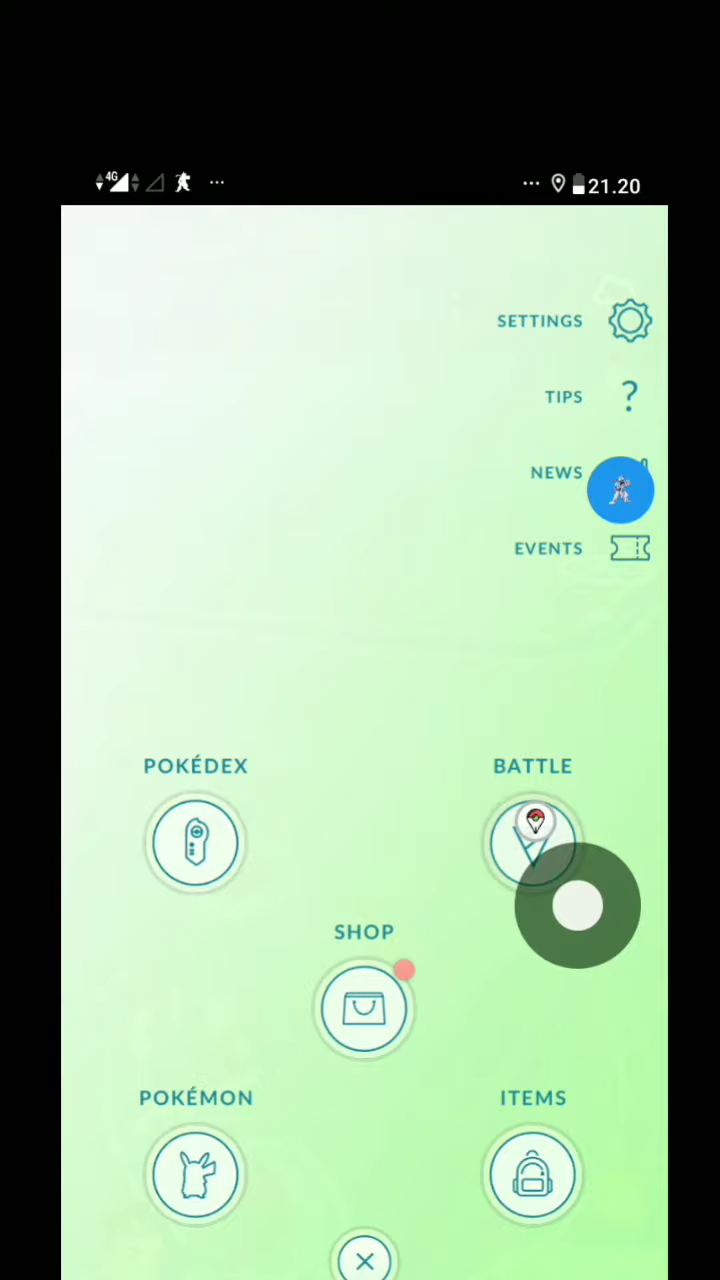 4G ... ... 21.20
SETTINGS
TIPS ?
NEWS
EVENTS
POKÉDEX BATTLE
SHOP
POKÉMON ITEMS